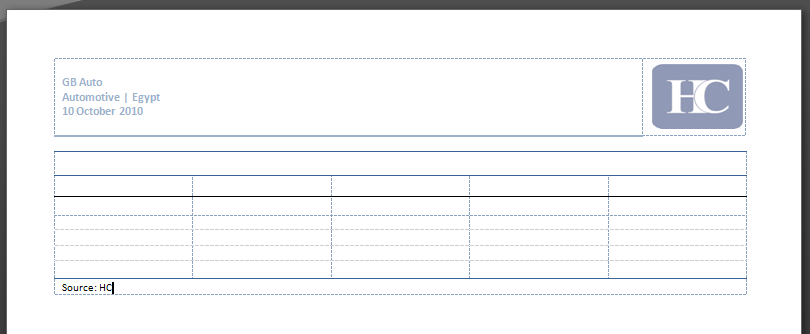 GB Auto
Automotive | Egypt
10 October 2010
HC
Source: HC